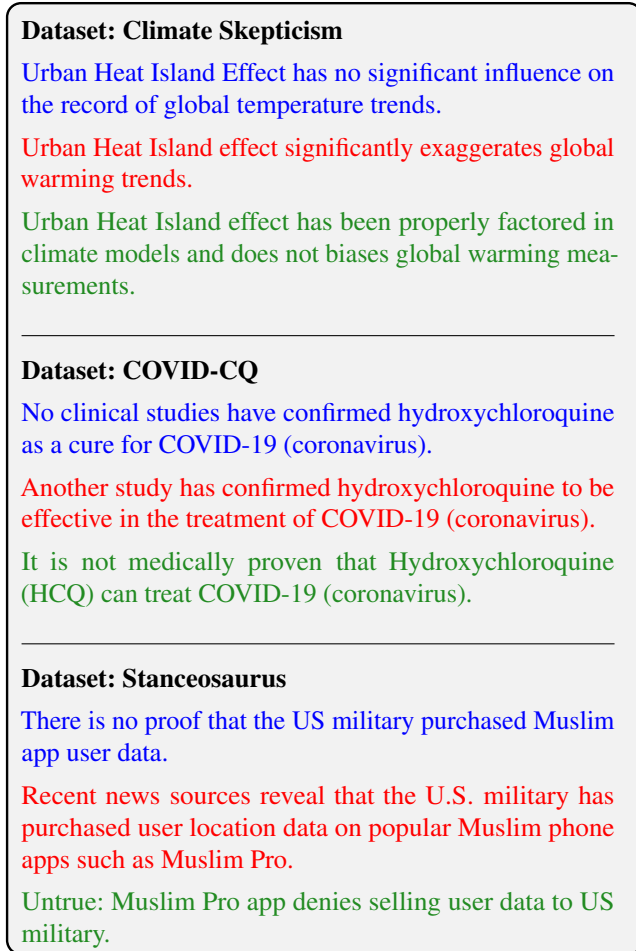 Dataset: Climate Skepticism
Urban Heat Island Effect has no significant influence on
the record of global temperature trends.
Urban Heat Island effect significantly exaggerates global
warming trends.
Urban Heat Island effect has been properly factored in
climate models and does not biases global warming mea-
surements.
Dataset: COVID-CQ
No clinical studies have confirmed hydroxychloroquine
as a cure for COVID-19 (coronavirus).
Another study has confirmed hydroxychloroquine to be
effective in the treatment of COVID-19 (coronavirus).
It is not medically proven that Hydroxychloroquine
(HCQ) can treat COVID-19 (coronavirus).
Dataset: Stanceosaurus
There is no proof that the US military purchased Muslim
app user data.
Recent news sources reveal that the U.S. military has
purchased user location data on popular Muslim phone
apps such as Muslim Pro.
Untrue: Muslim Pro app denies selling user data to US
military.